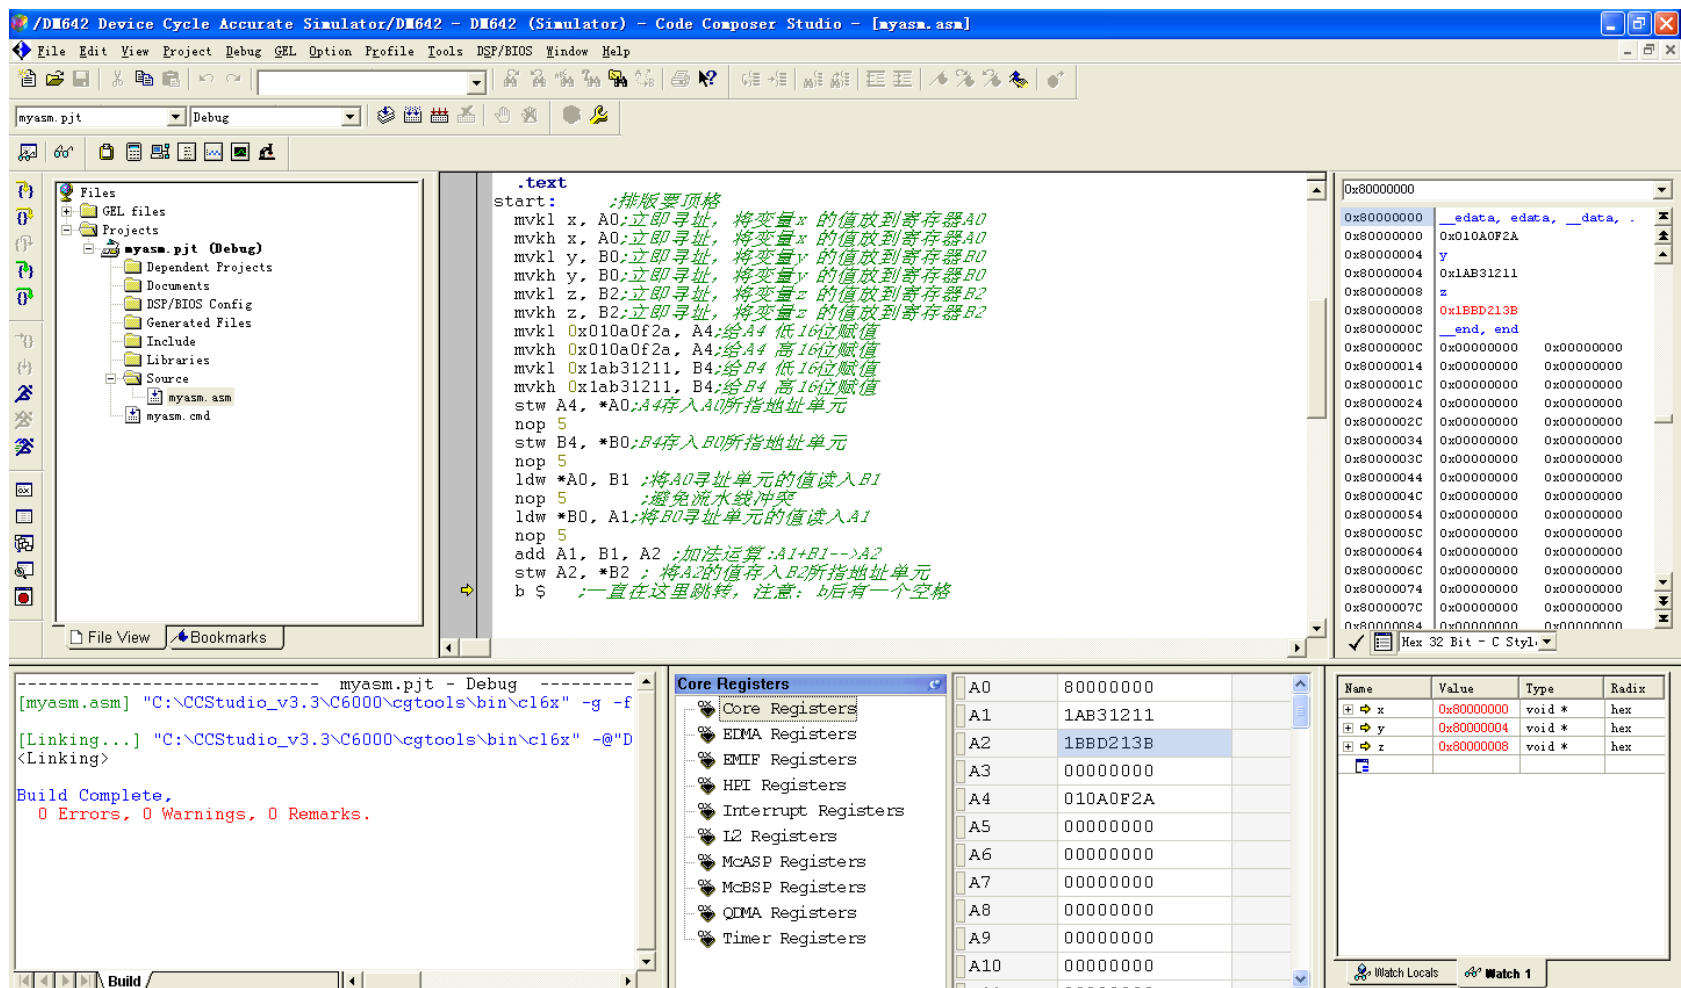 /DM642 Device Cycle Accurate Simulator/DM642 - DM642 (Simulator) - Code Composer Studio - [myasm.asm]
File Edit View Project Debug GEL Option Profile Tools DSP/BIOS Window Help
myasm.pjt Debug
Files
GEL files
Projects
myasm.pjt (Debug)
Dependent Projects
Documents
DSP/BIOS Config
Generated Files
Include
Libraries
Source
myasm.asm
myasm.cmd
File View Bookmarks
.text
start: ;排版要顶格
mvkl x, A0;立即寻址, 将变量x 的值放到寄存器A0
mvkh x, A0;立即寻址, 将变量x 的值放到寄存器A0
mvkl y, B0;立即寻址, 将变量y 的值放到寄存器B0
mvkh y, B0;立即寻址, 将变量y 的值放到寄存器B0
mvkl z, B2;立即寻址, 将变量z 的值放到寄存器B2
mvkh z, B2;立即寻址, 将变量z 的值放到寄存器B2
mvkl 0x010a0f2a, A4;给A4 低16位赋值
mvkh 0x010a0f2a, A4;给A4 高16位赋值
mvkl 0x1ab31211, B4;给B4 低16位赋值
mvkh 0x1ab31211, B4;给B4 高16位赋值
stw A4, *A0;A4存入A0所指地址单元
nop 5
stw B4, *B0;B4存入B0所指地址单元
nop 5
ldw *A0, B1 ;将A0寻址单元的值读入B1
nop 5 ;避免流水线冲突
ldw *B0, A1;将B0寻址单元的值读入A1
nop 5
add A1, B1, A2 ;加法运算:A1+B1-->A2
stw A2, *B2 ; 将A2的值存入B2所指地址单元
b $ ;一直在这里跳转, 注意: b后有一个空格
0x80000000
0x80000000 __edata, edata, __data, .
0x80000000 0x010A0F2A
0x80000004 y
0x80000004 0x1AB31211
0x80000008 z
0x80000008 0x1BBD213B
0x8000000C __end, end
0x8000000C 0x00000000 0x00000000
0x80000014 0x00000000 0x00000000
0x8000001C 0x00000000 0x00000000
0x80000024 0x00000000 0x00000000
0x8000002C 0x00000000 0x00000000
0x80000034 0x00000000 0x00000000
0x8000003C 0x00000000 0x00000000
0x80000044 0x00000000 0x00000000
0x8000004C 0x00000000 0x00000000
0x80000054 0x00000000 0x00000000
0x8000005C 0x00000000 0x00000000
0x80000064 0x00000000 0x00000000
0x8000006C 0x00000000 0x00000000
0x80000074 0x00000000 0x00000000
0x8000007C 0x00000000 0x00000000
0x80000084 0x00000000 0x00000000
Hex 32 Bit - C Styl
---------------------------- myasm.pjt - Debug ---------
[myasm.asm] "C:\CCStudio_v3.3\C6000\cgtools\bin\cl6x" -g -f
[Linking...] "C:\CCStudio_v3.3\C6000\cgtools\bin\cl6x" -@"D
<Linking>
Build Complete,
0 Errors, 0 Warnings, 0 Remarks.
Build
Core Registers
Core Registers
EDMA Registers
EMIF Registers
HPI Registers
Interrupt Registers
L2 Registers
McASP Registers
McBSP Registers
QDMA Registers
Timer Registers
A0 80000000
A1 1AB31211
A2 1BBD213B
A3 00000000
A4 010A0F2A
A5 00000000
A6 00000000
A7 00000000
A8 00000000
A9 00000000
A10 00000000
Name Value Type Radix
x 0x80000000 void * hex
y 0x80000004 void * hex
z 0x80000008 void * hex
Watch Locals Watch 1